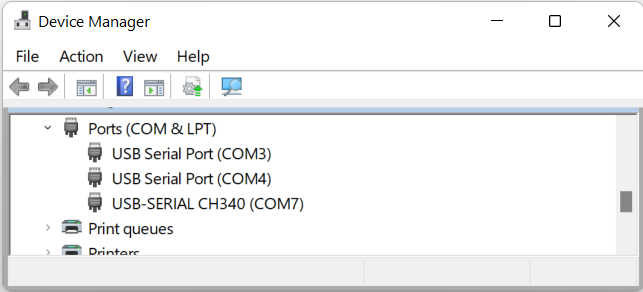 Device Manager
File Action View Help
Ports (COM & LPT)
USB Serial Port (COM3)
USB Serial Port (COM4)
USB-SERIAL CH340 (COM7)
Print queues
Printers